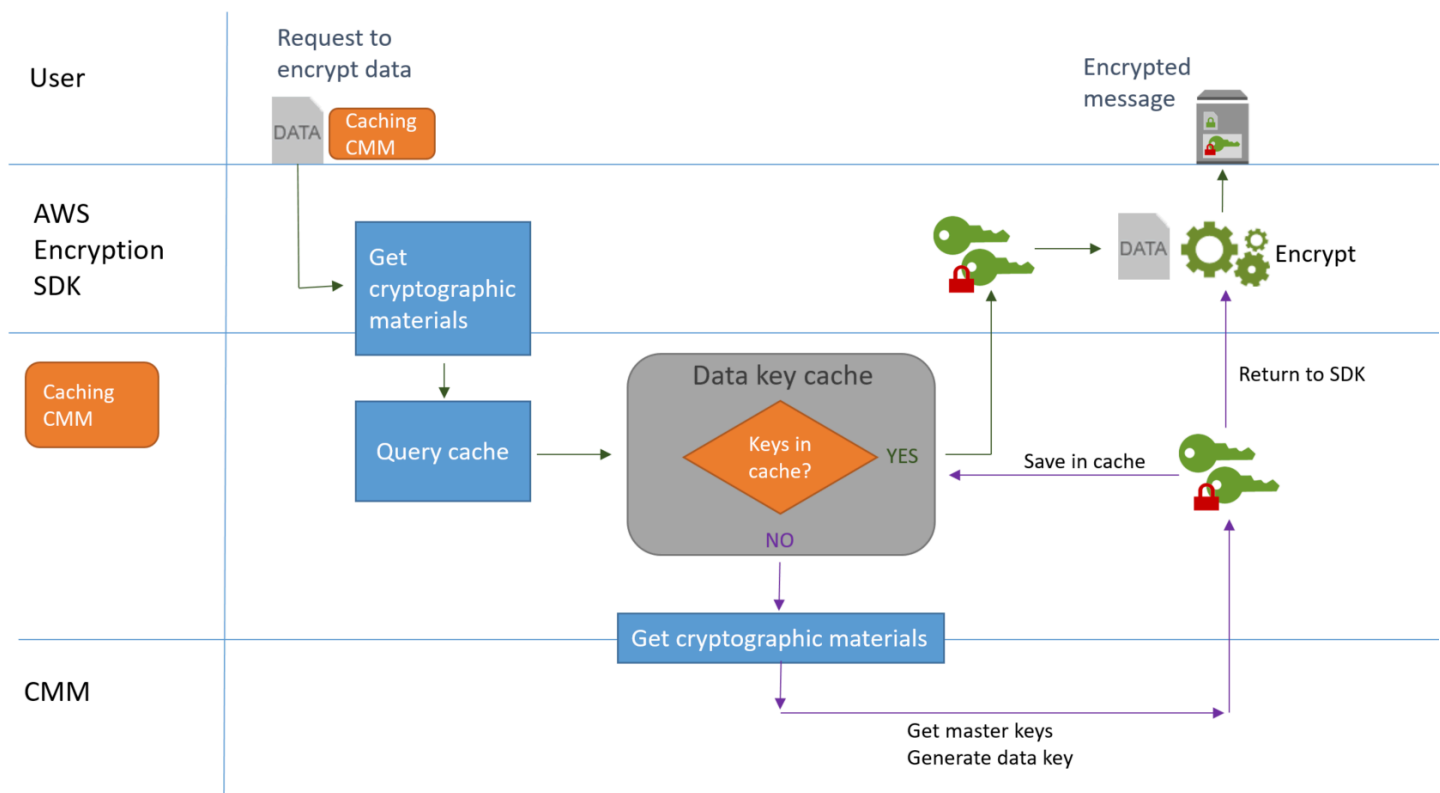 User
Request to
encrypt data
DATA
Caching
CMM
Encrypted
message
AWS
Encryption
SDK
Get
cryptographic
materials
DATA
Encrypt
Caching
CMM
Query cache
Data key cache
Keys in
cache?
YES
NO
Save in cache
Return to SDK
Get cryptographic materials
CMM
Get master keys
Generate data key